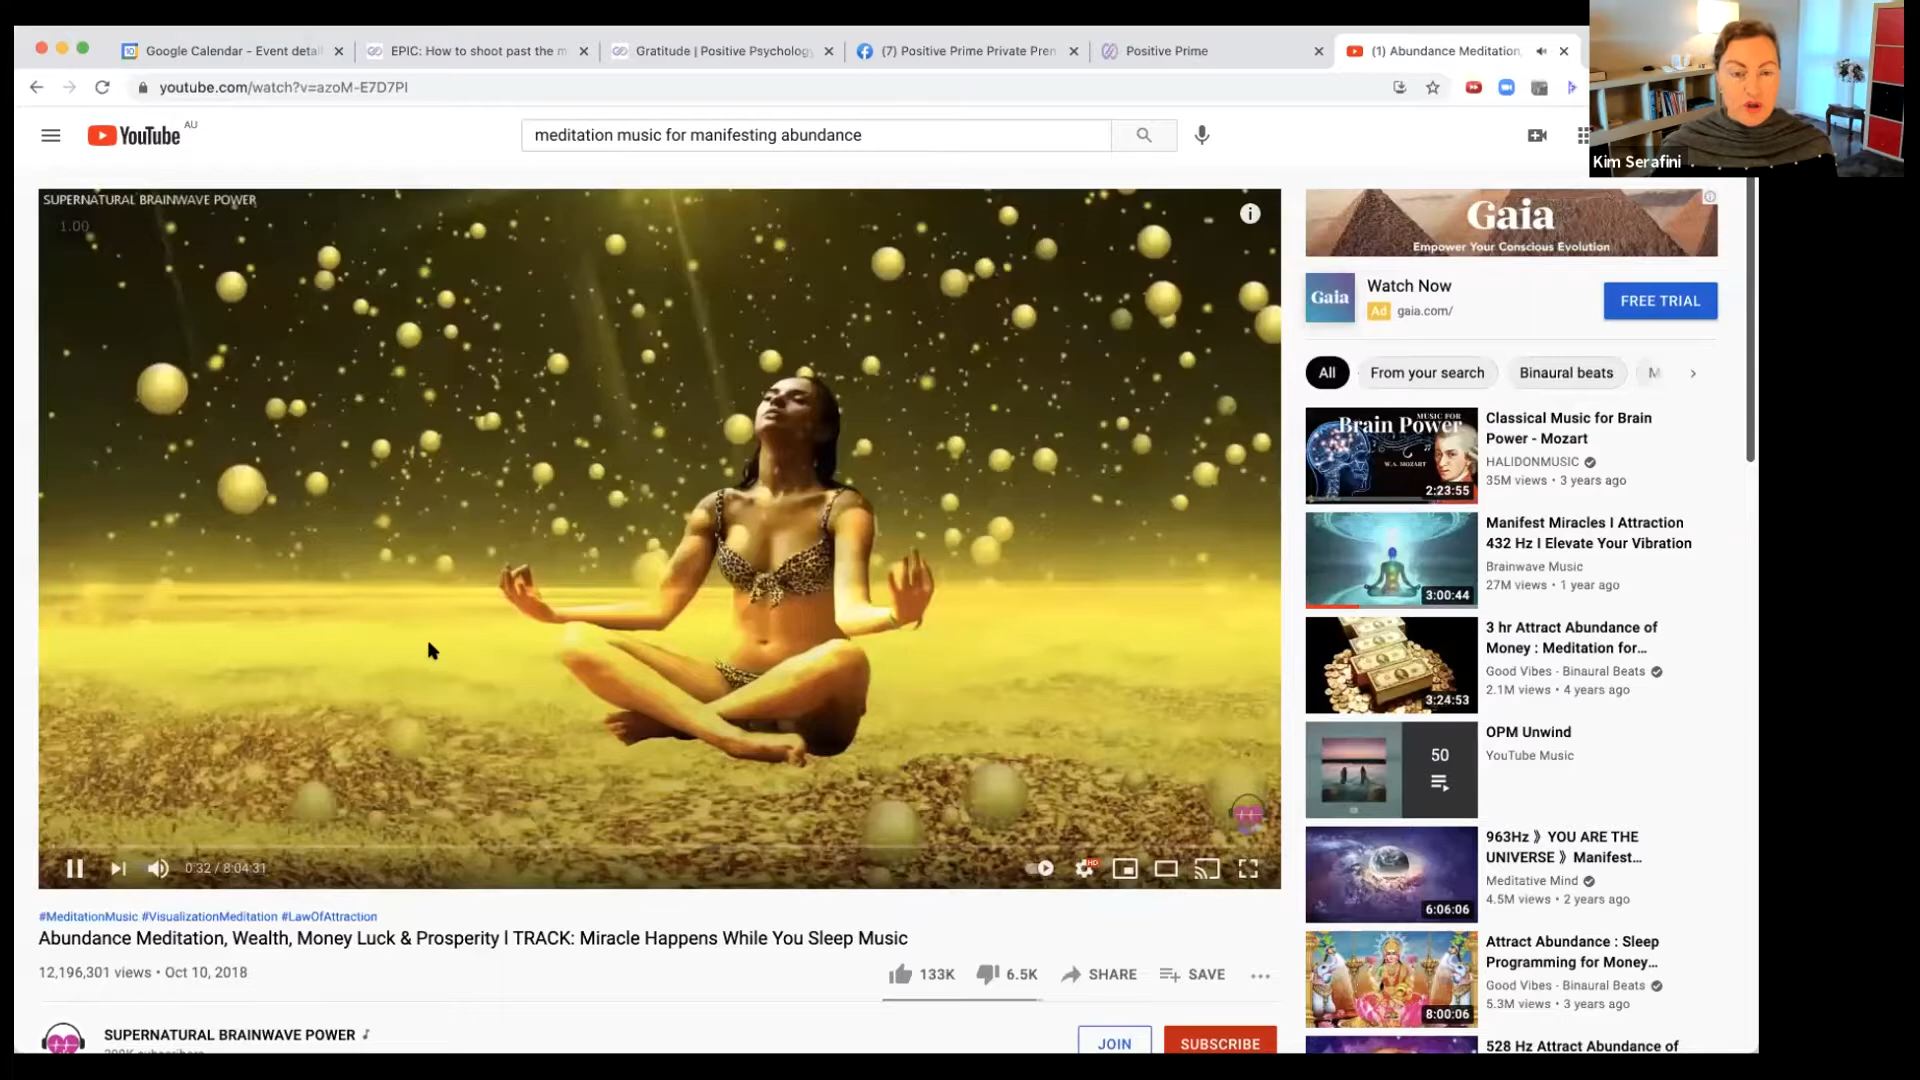 Google Calendar - Event detai
EPIC: How to shoot past the m
Gratitude | Positive Psychology
(7) Positive Prime Private Pren
Positive Prime
(1) Abundance Meditation,
youtube.com/watch?v=azoM-E7D7PI
YouTube AU
meditation music for manifesting abundance
Kim Serafini
SUPERNATURAL BRAINWAVE POWER
1.00
0:32 / 8:04:31
HD
#MeditationMusic #VisualizationMeditation #LawOfAttraction
Abundance Meditation, Wealth, Money Luck & Prosperity l TRACK: Miracle Happens While You Sleep Music
12,196,301 views • Oct 10, 2018
133K
6.5K
SHARE
SAVE
SUPERNATURAL BRAINWAVE POWER
JOIN
SUBSCRIBE
Gaia
Empower Your Conscious Evolution
Gaia
Watch Now
Ad gaia.com/
FREE TRIAL
All
From your search
Binaural beats
M
MUSIC FOR
Brain Power
W.A. MOZART
2:23:55
Classical Music for Brain
Power - Mozart
HALIDONMUSIC
35M views • 3 years ago
3:00:44
Manifest Miracles I Attraction
432 Hz I Elevate Your Vibration
Brainwave Music
27M views • 1 year ago
3:24:53
3 hr Attract Abundance of
Money : Meditation for...
Good Vibes - Binaural Beats
2.1M views • 4 years ago
50
OPM Unwind
YouTube Music
6:06:06
963Hz 》YOU ARE THE
UNIVERSE 》Manifest...
Meditative Mind
4.5M views • 2 years ago
8:00:06
Attract Abundance : Sleep
Programming for Money...
Good Vibes - Binaural Beats
5.3M views • 3 years ago
528 Hz Attract Abundance of